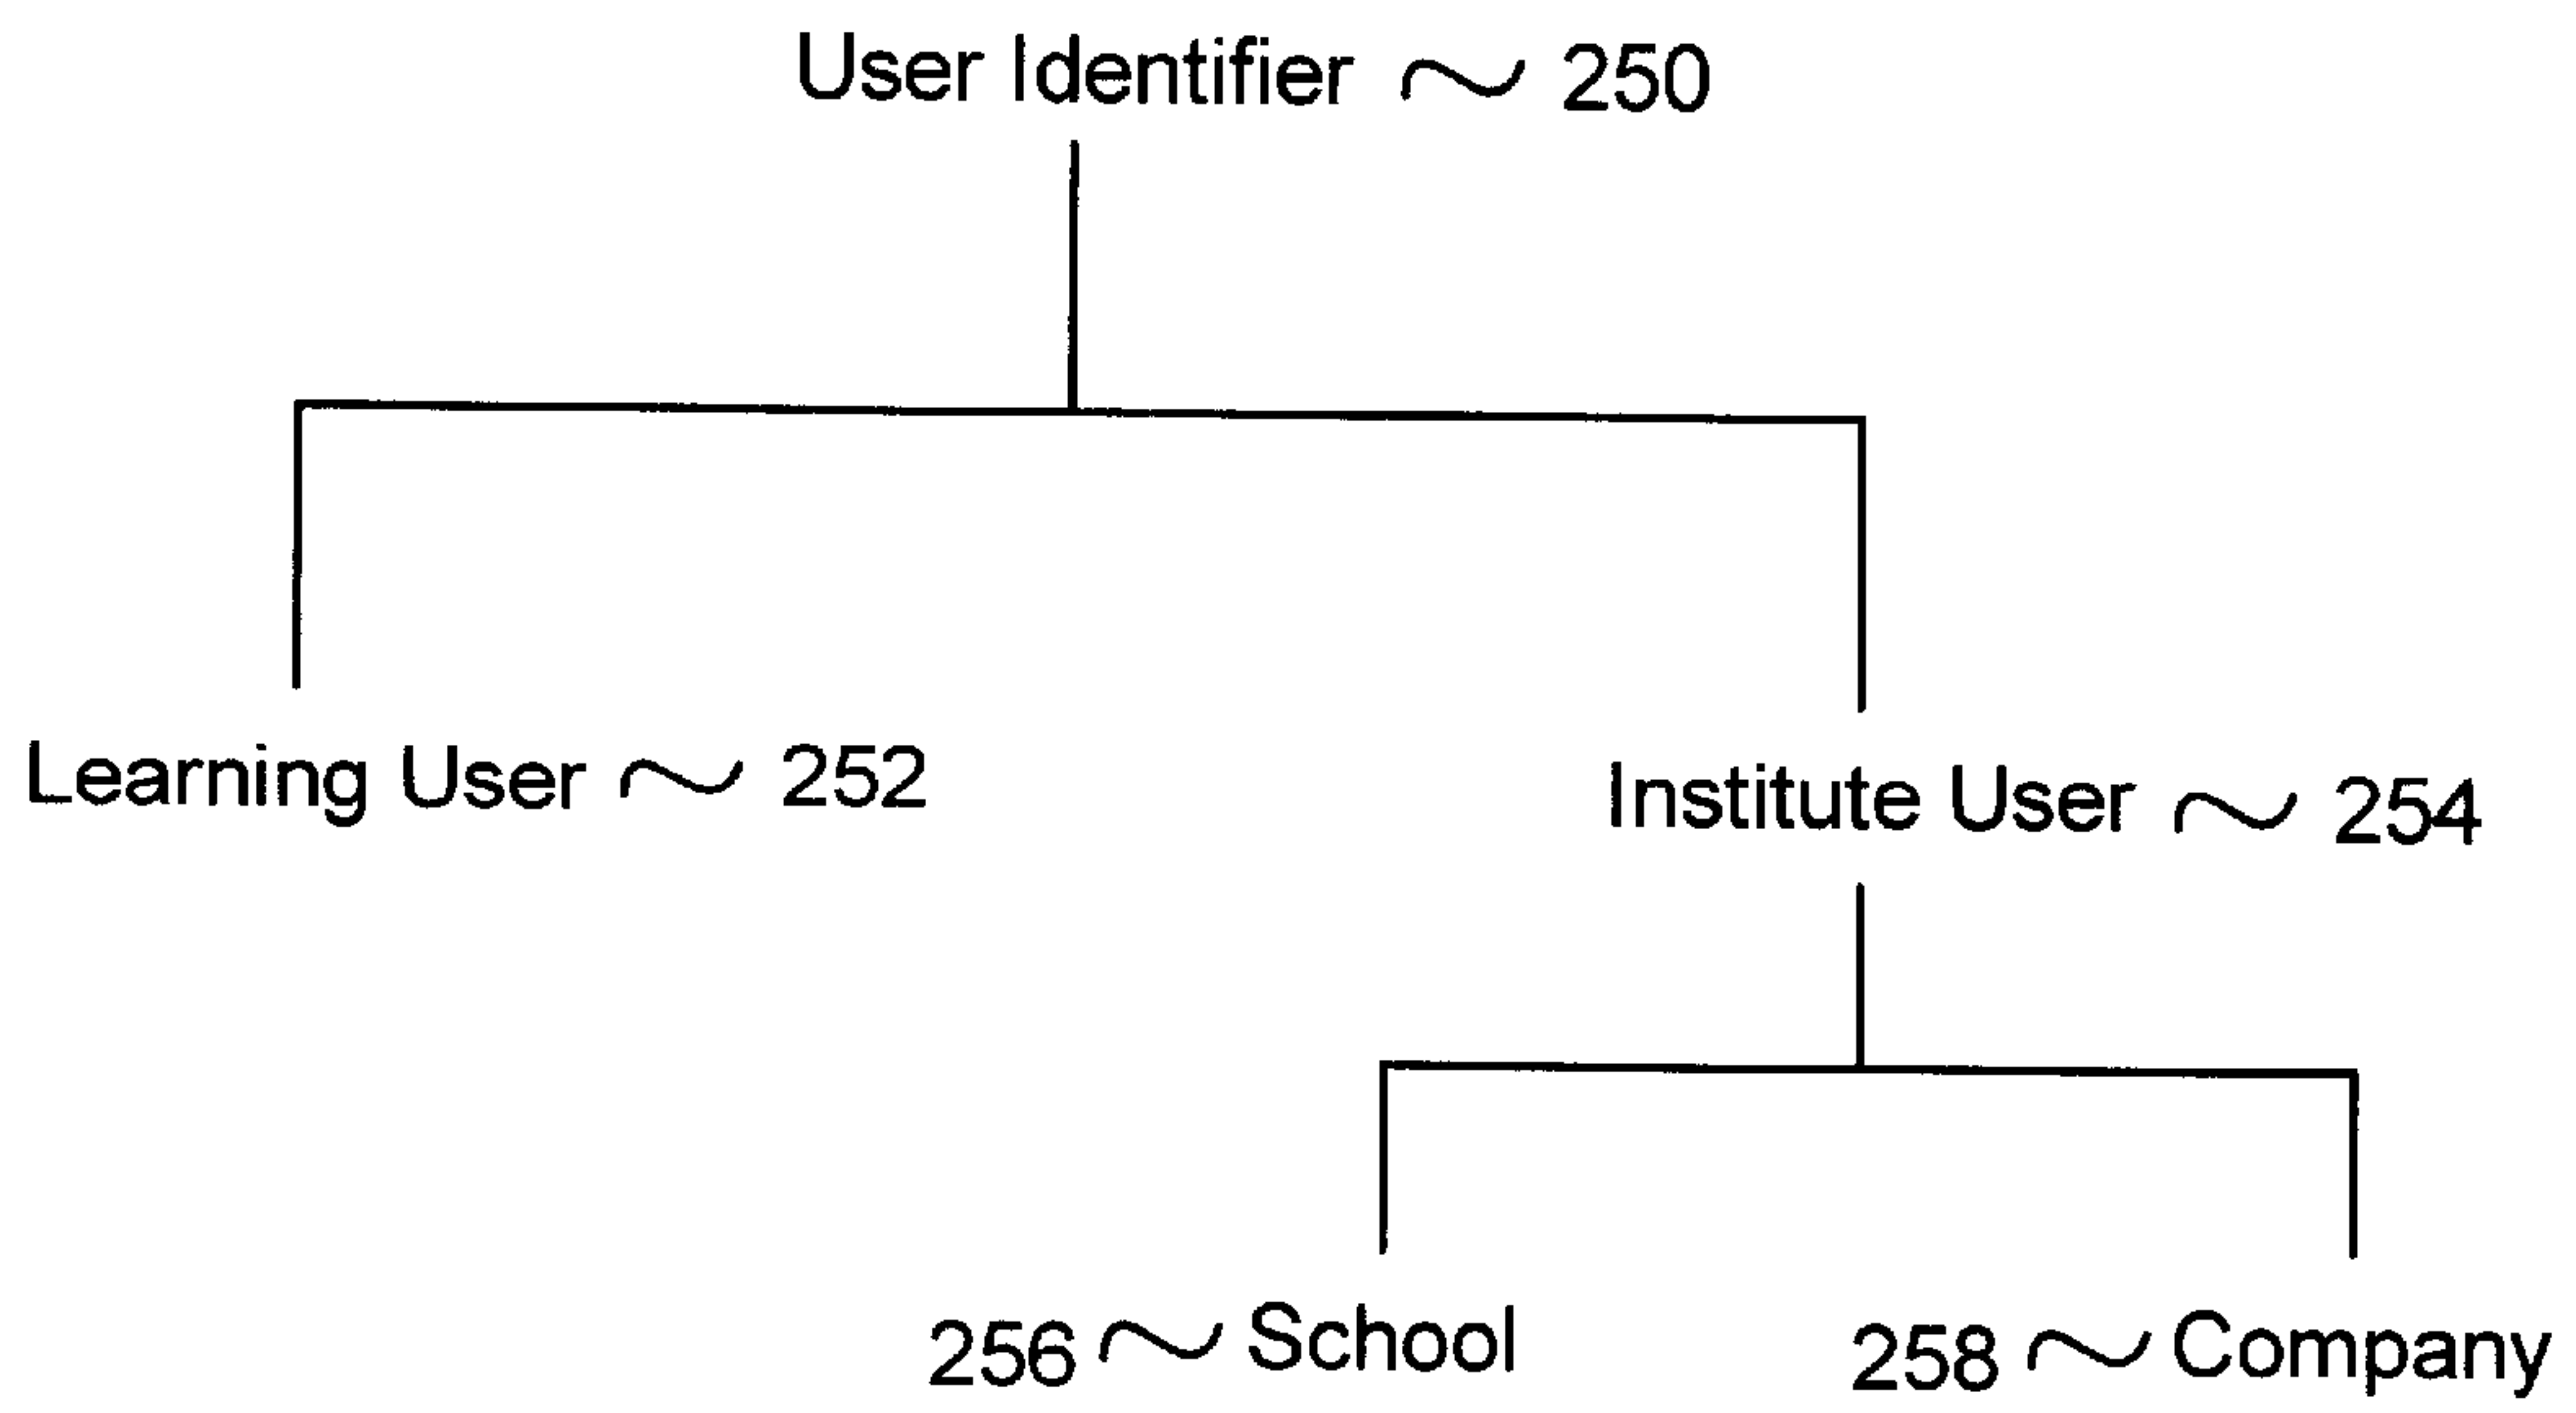 User Identifier 250
Learning User 252
Institute User 254
256 School
258 Company